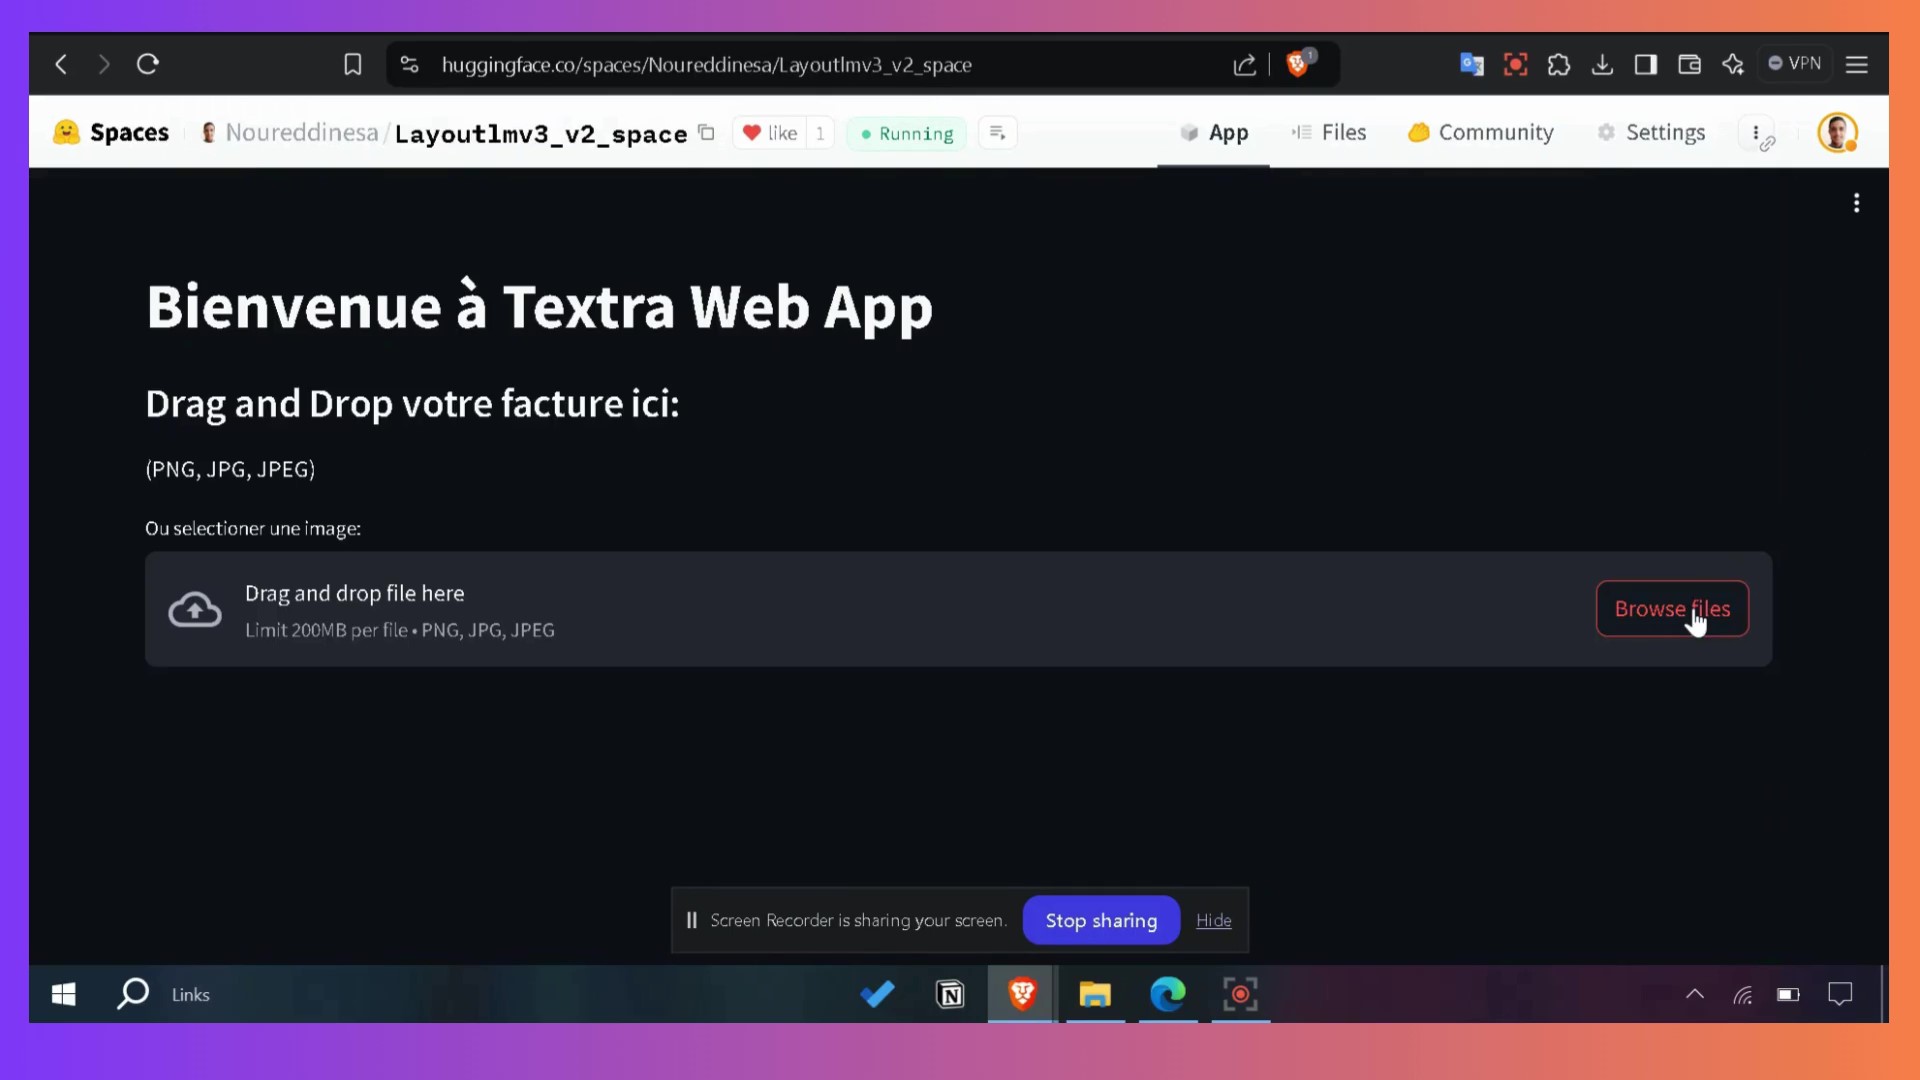 huggingface.co/spaces/Noureddinesa/Layoutlmv3_v2_space
1
VPN
Spaces
Noureddinesa/Layoutlmv3_v2_space
like 1
Running
App
Files
Community
Settings
Bienvenue à Textra Web App
Drag and Drop votre facture ici:
(PNG, JPG, JPEG)
Ou selectioner une image:
Drag and drop file here
Limit 200MB per file • PNG, JPG, JPEG
Browse files
Screen Recorder is sharing your screen.
Stop sharing
Hide
Links